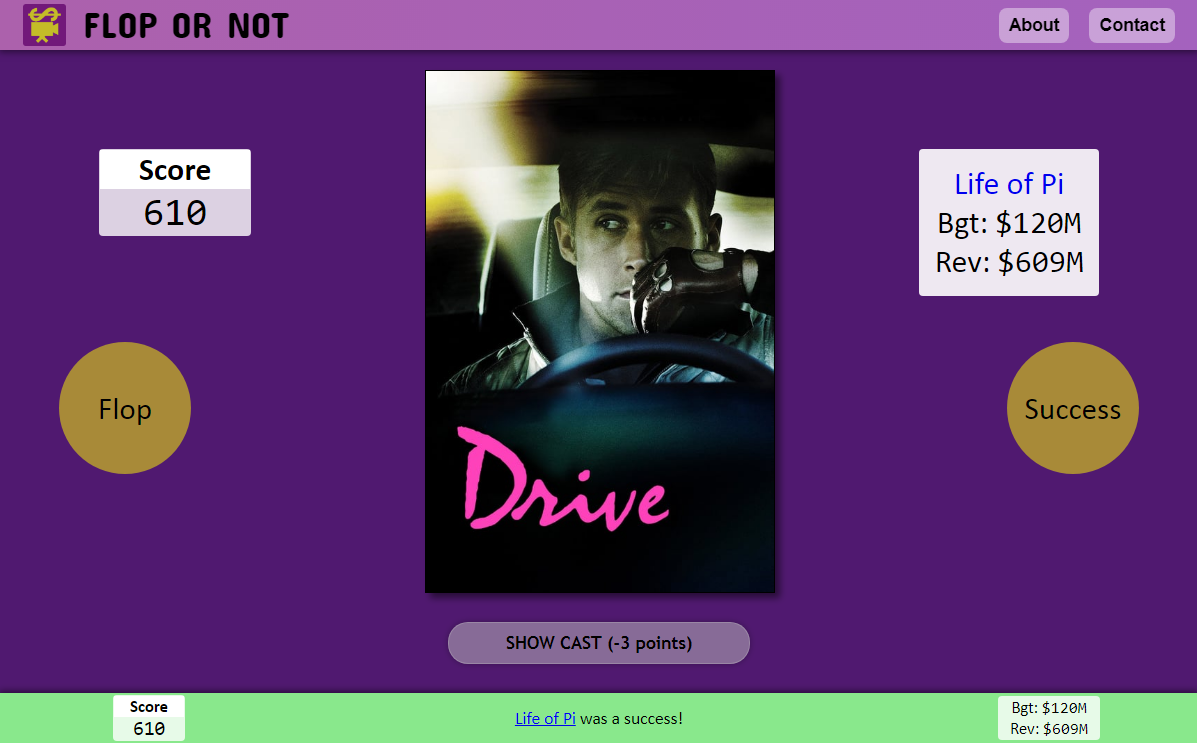 FLOP OR NOT
About
Contact
Score
610
Life of Pi
Bgt: $120M
Rev: $609M
Flop
Success
Drive
SHOW CAST (-3 points)
Score
610
Life of Pi was a success!
Bgt: $120M
Rev: $609M